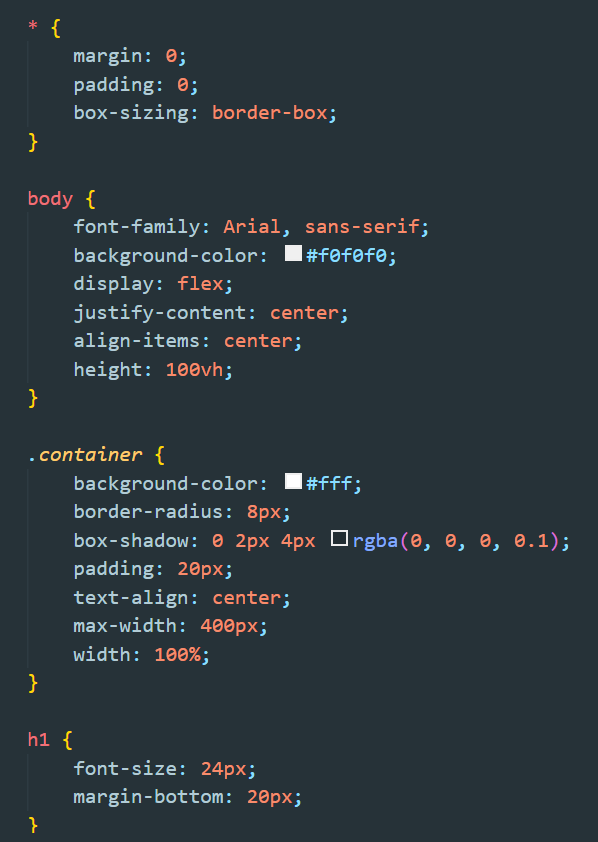 * {
    margin: 0;
    padding: 0;
    box-sizing: border-box;
}

body {
    font-family: Arial, sans-serif;
    background-color: #f0f0f0;
    display: flex;
    justify-content: center;
    align-items: center;
    height: 100vh;
}

.container {
    background-color: #fff;
    border-radius: 8px;
    box-shadow: 0 2px 4px rgba(0, 0, 0, 0.1);
    padding: 20px;
    text-align: center;
    max-width: 400px;
    width: 100%;
}

h1 {
    font-size: 24px;
    margin-bottom: 20px;
}